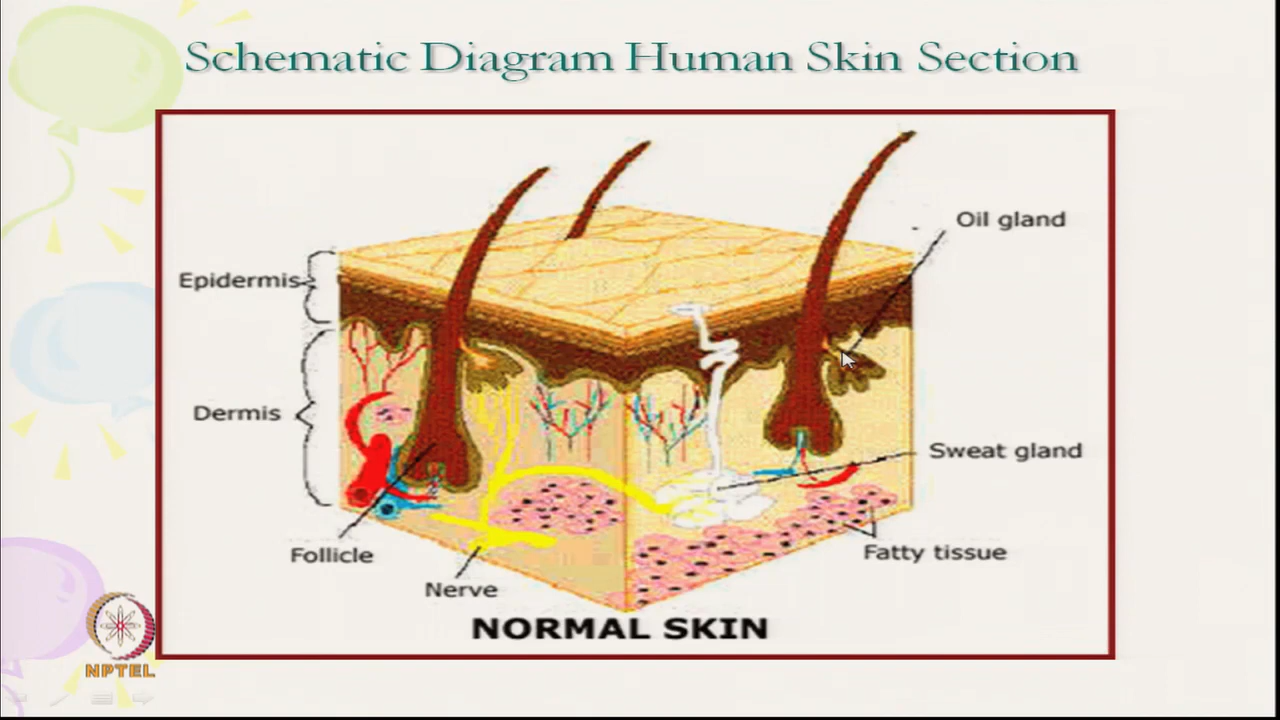 Schematic Diagram Human Skin Section
Oil gland
Epidermis
Dermis
Sweat gland
Follicle
Fatty tissue
Nerve
NORMAL SKIN
NPTEL